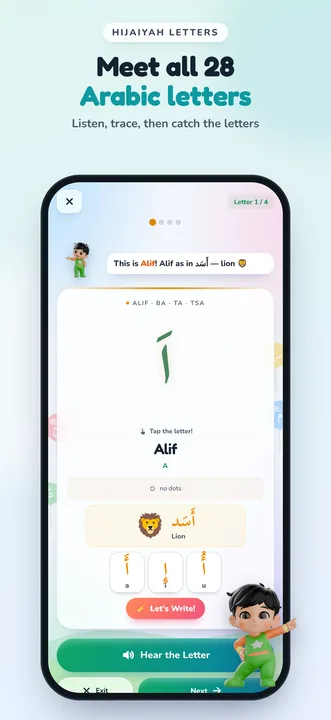 HIJAIYAH LETTERS
Meet all 28
Arabic letters
Listen, trace, then catch the letters
Letter 1 / 4
This is Alif! Alif as in أَسَد — lion 🦁
ALIF · BA · TA · TSA
اَ
Tap the letter!
Alif
A
no dots
أَسَد
Lion
a
i
u
Let's Write!
Hear the Letter
Exit
Next →